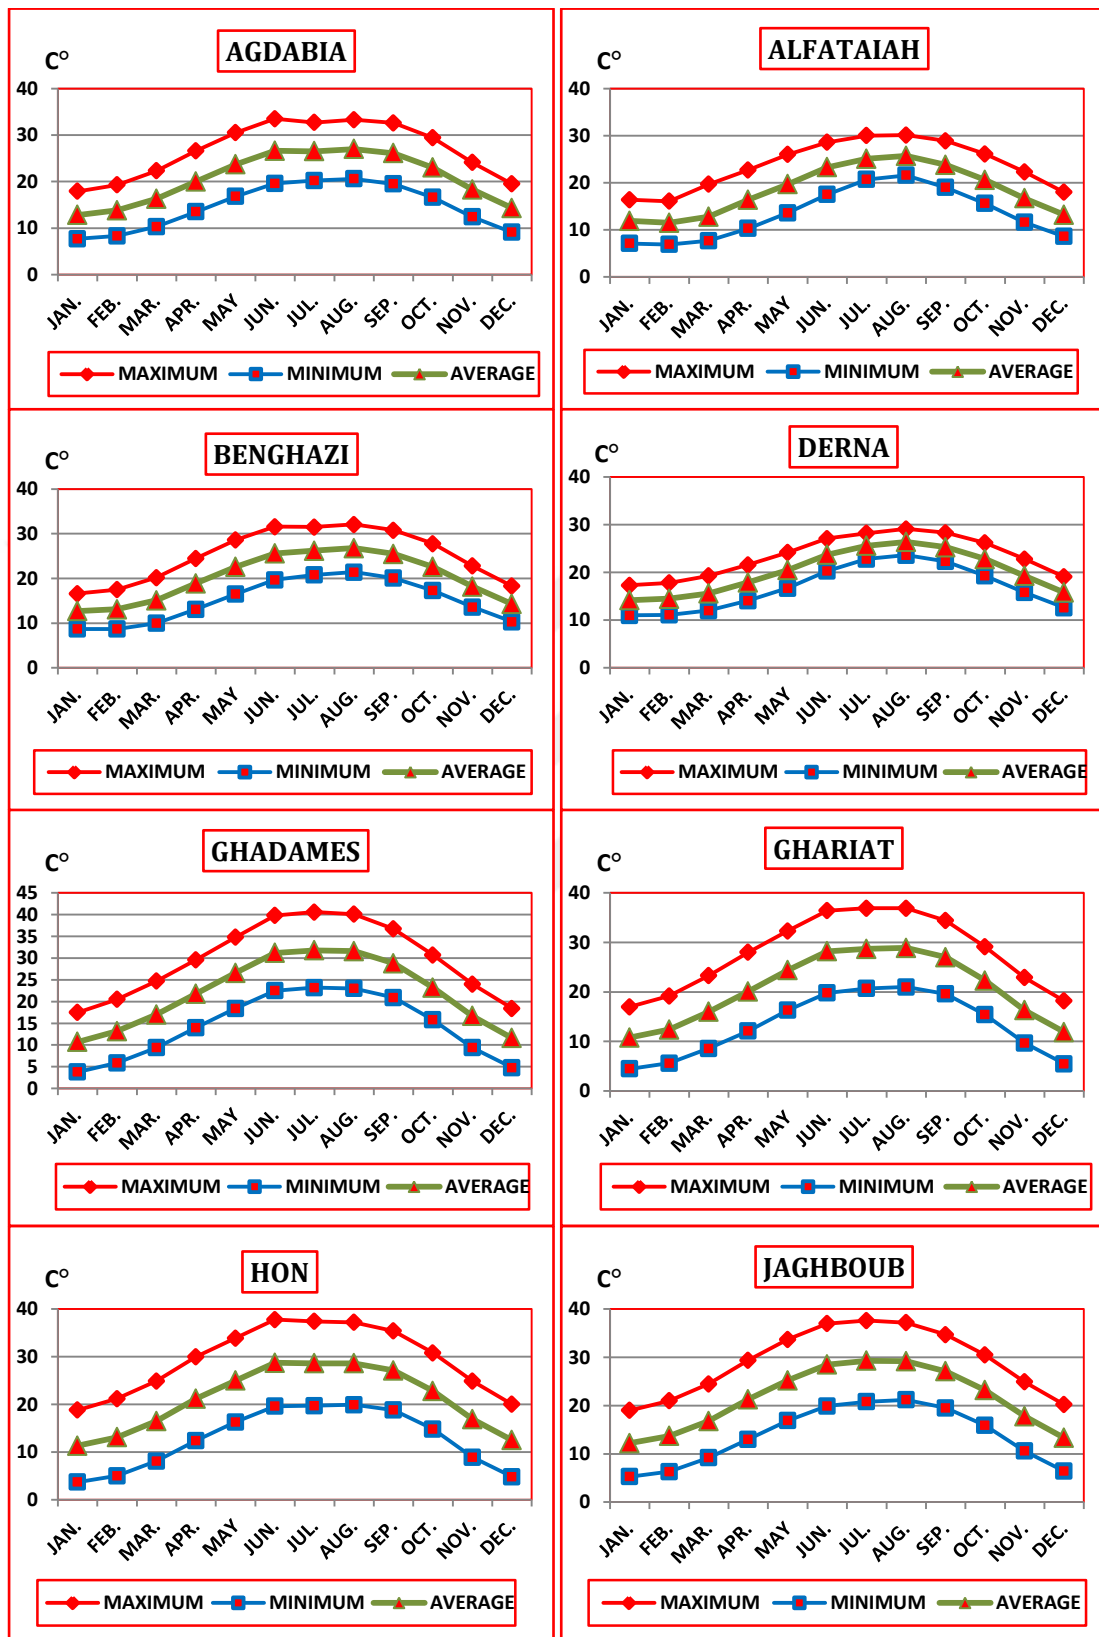 AGDABIA
C°
40
30
20
10
0
JAN. FEB. MAR. APR. MAY JUN. JUL. AUG. SEP. OCT. NOV. DEC.
MAXIMUM MINIMUM AVERAGE
ALFATAIAH
C°
40
30
20
10
0
JAN. FEB. MAR. APR. MAY JUN. JUL. AUG. SEP. OCT. NOV. DEC.
MAXIMUM MINIMUM AVERAGE
BENGHAZI
C°
40
30
20
10
0
JAN. FEB. MAR. APR. MAY JUN. JUL. AUG. SEP. OCT. NOV. DEC.
MAXIMUM MINIMUM AVERAGE
DERNA
C°
40
30
20
10
0
JAN. FEB. MAR. APR. MAY JUN. JUL. AUG. SEP. OCT. NOV. DEC.
MAXIMUM MINIMUM AVERAGE
GHADAMES
C°
45
40
35
30
25
20
15
10
5
0
JAN. FEB. MAR. APR. MAY JUN. JUL. AUG. SEP. OCT. NOV. DEC.
MAXIMUM MINIMUM AVERAGE
GHARIAT
C°
40
30
20
10
0
JAN. FEB. MAR. APR. MAY JUN. JUL. AUG. SEP. OCT. NOV. DEC.
MAXIMUM MINIMUM AVERAGE
HON
C°
40
30
20
10
0
JAN. FEB. MAR. APR. MAY JUN. JUL. AUG. SEP. OCT. NOV. DEC.
MAXIMUM MINIMUM AVERAGE
JAGHBOUB
C°
40
30
20
10
0
JAN. FEB. MAR. APR. MAY JUN. JUL. AUG. SEP. OCT. NOV. DEC.
MAXIMUM MINIMUM AVERAGE